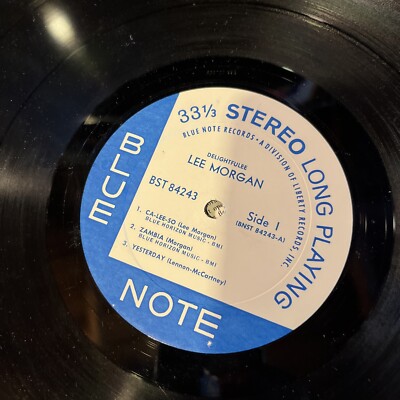 33 1/3 STEREO LONG PLAYING
BLUE NOTE RECORDS • A DIVISION OF LIBERTY RECORDS, INC.
DELIGHTFULEE
LEE MORGAN
BST 84243
Side 1
(BNST 84243-A)
1. CA-LEE-SO (Lee Morgan)
BLUE HORIZON MUSIC - BMI
2. ZAMBIA (Morgan)
BLUE HORIZON MUSIC - BMI
3. YESTERDAY (Lennon-McCartney)
BLUE
NOTE